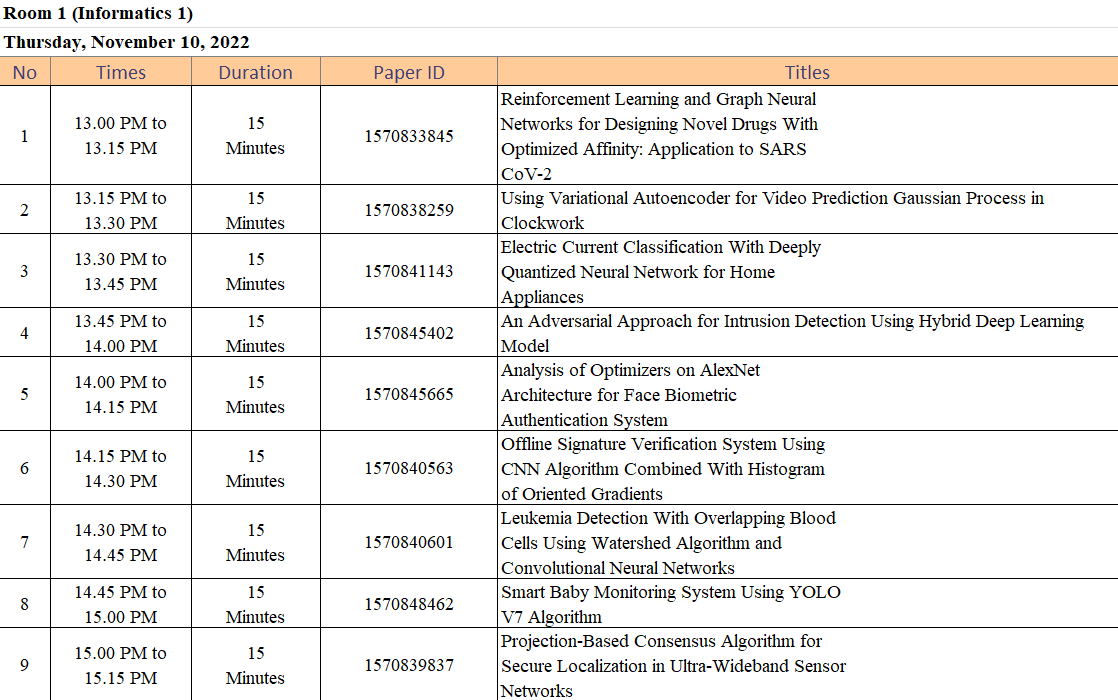 Room 1 (Informatics 1)
Thursday, November 10, 2022
No Times Duration Paper ID Titles
1
13.00 PM to
13.15 PM
15
Minutes
1570833845
Reinforcement Learning and Graph Neural
Networks for Designing Novel Drugs With
Optimized Affinity: Application to SARS
CoV-2
2
13.15 PM to
13.30 PM
15
Minutes
1570838259
Using Variational Autoencoder for Video Prediction Gaussian Process in
Clockwork
3
13.30 PM to
13.45 PM
15
Minutes
1570841143
Electric Current Classification With Deeply
Quantized Neural Network for Home
Appliances
4
13.45 PM to
14.00 PM
15
Minutes
1570845402
An Adversarial Approach for Intrusion Detection Using Hybrid Deep Learning
Model
5
14.00 PM to
14.15 PM
15
Minutes
1570845665
Analysis of Optimizers on AlexNet
Architecture for Face Biometric
Authentication System
6
14.15 PM to
14.30 PM
15
Minutes
1570840563
Offline Signature Verification System Using
CNN Algorithm Combined With Histogram
of Oriented Gradients
7
14.30 PM to
14.45 PM
15
Minutes
1570840601
Leukemia Detection With Overlapping Blood
Cells Using Watershed Algorithm and
Convolutional Neural Networks
8
14.45 PM to
15.00 PM
15
Minutes
1570848462
Smart Baby Monitoring System Using YOLO
V7 Algorithm
9
15.00 PM to
15.15 PM
15
Minutes
1570839837
Projection-Based Consensus Algorithm for
Secure Localization in Ultra-Wideband Sensor
Networks